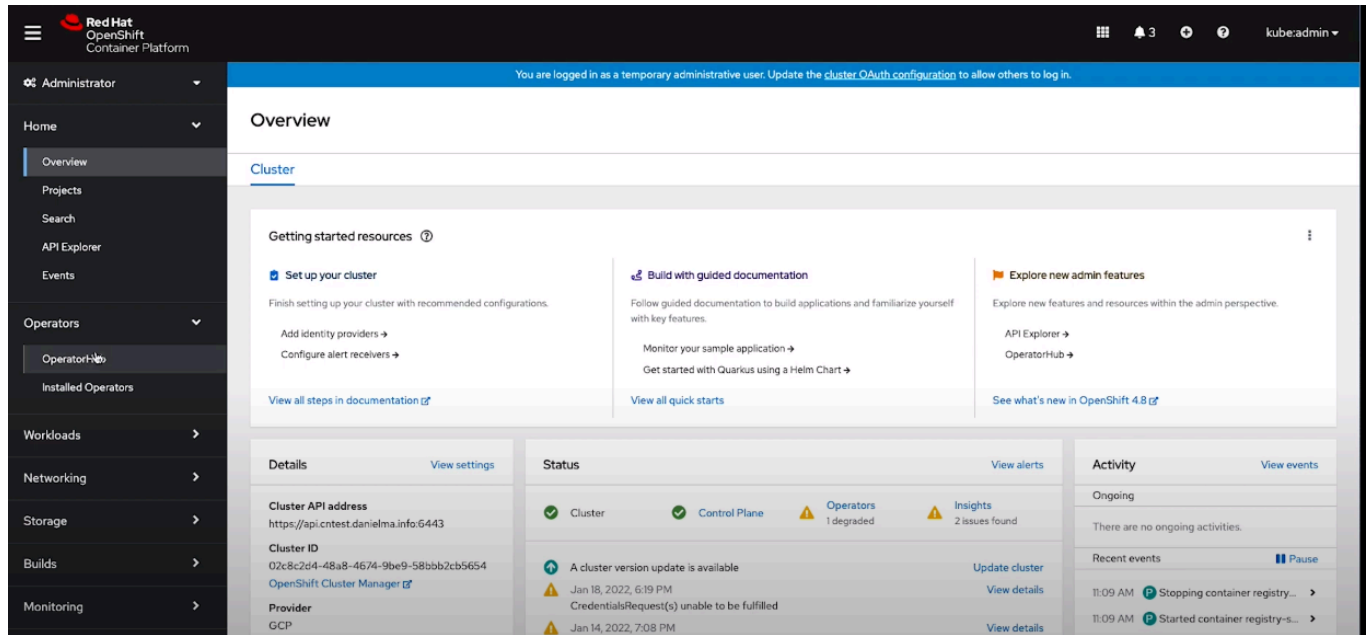 Red Hat
OpenShift
Container Platform
3
kube:admin
Administrator
You are logged in as a temporary administrative user. Update the cluster OAuth configuration to allow others to log in.
Home
Overview
Projects
Search
API Explorer
Events
Operators
OperatorHub
Installed Operators
Workloads
Networking
Storage
Builds
Monitoring
Overview
Cluster
Getting started resources
Set up your cluster
Finish setting up your cluster with recommended configurations.
Add identity providers →
Configure alert receivers →
View all steps in documentation
Build with guided documentation
Follow guided documentation to build applications and familiarize yourself
with key features.
Monitor your sample application →
Get started with Quarkus using a Helm Chart →
View all quick starts
Explore new admin features
Explore new features and resources within the admin perspective.
API Explorer →
OperatorHub →
See what's new in OpenShift 4.8
Details
View settings
Cluster API address
https://api.cntest.danielma.info:6443
Cluster ID
02c8c2d4-48a8-4674-9be9-58bbb2cb5654
OpenShift Cluster Manager
Provider
GCP
Status
View alerts
Cluster
Control Plane
Operators
1 degraded
Insights
2 issues found
A cluster version update is available
Update cluster
Jan 18, 2022, 6:19 PM
View details
CredentialsRequest(s) unable to be fulfilled
Jan 14, 2022, 7:08 PM
View details
Activity
View events
Ongoing
There are no ongoing activities.
Recent events
Pause
11:09 AM P Stopping container registry...
11:09 AM P Started container registry-s...